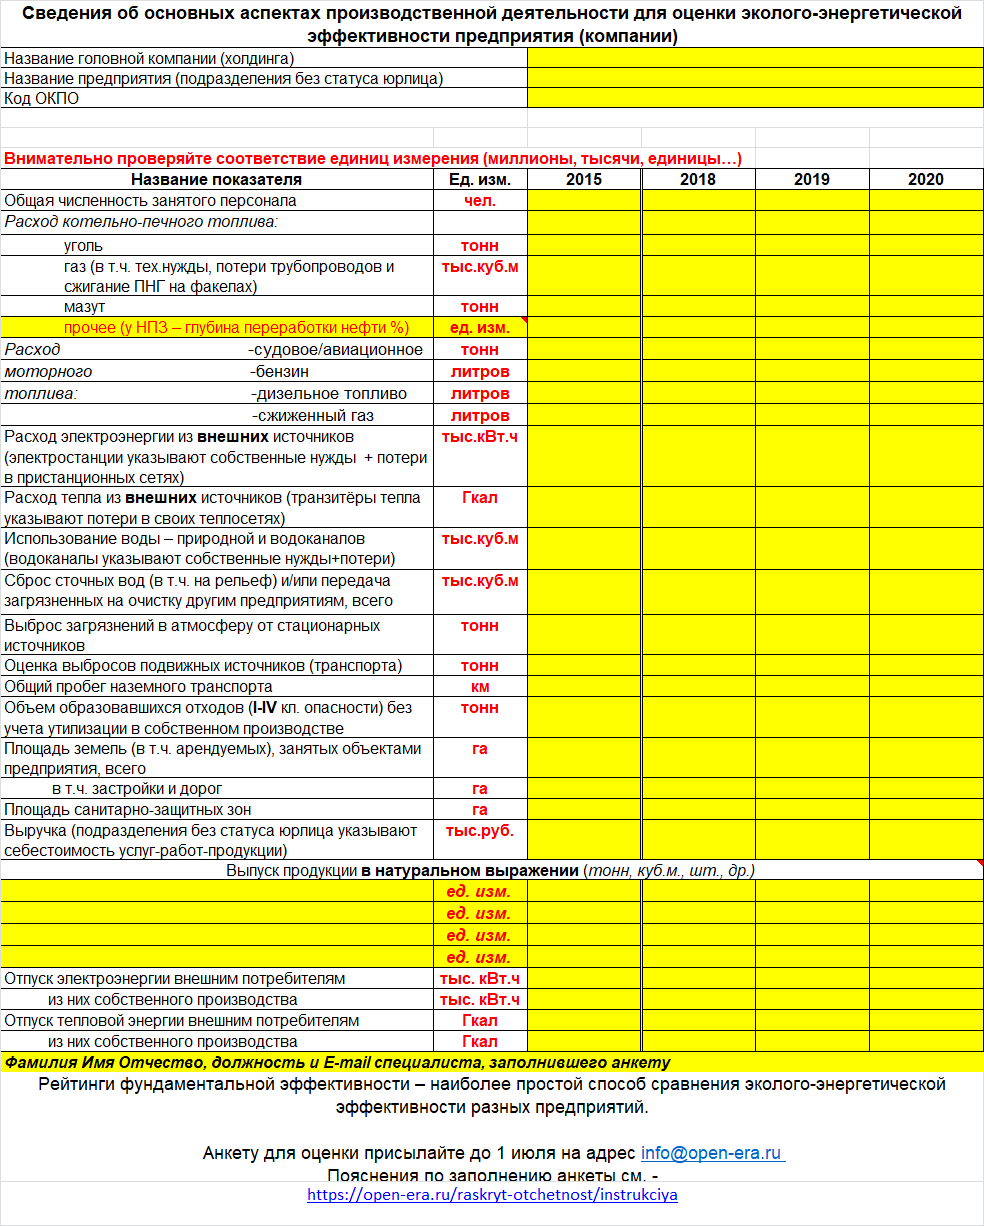 Сведения об основных аспектах производственной деятельности для оценки эколого-энергетической
эффективности предприятия (компании)
Название головной компании (холдинга)
Название предприятия (подразделения без статуса юрлица)
Код ОКПО
Внимательно проверяйте соответствие единиц измерения (миллионы, тысячи, единицы…)
Название показателя Ед. изм. 2015 2018 2019 2020
Общая численность занятого персонала чел.
Расход котельно-печного топлива:
уголь тонн
газ (в т.ч. тех.нужды, потери трубопроводов и тыс.куб.м
сжигание ПНГ на факелах)
мазут тонн
прочее (у НПЗ – глубина переработки нефти %) ед. изм.
Расход -судовое/авиационное тонн
моторного -бензин литров
топлива: -дизельное топливо литров
-сжиженный газ литров
Расход электроэнергии из внешних источников тыс.кВт.ч
(электростанции указывают собственные нужды + потери
в пристанционных сетях)
Расход тепла из внешних источников (транзитёры тепла Гкал
указывают потери в своих теплосетях)
Использование воды – природной и водоканалов тыс.куб.м
(водоканалы указывают собственные нужды+потери)
Сброс сточных вод (в т.ч. на рельеф) и/или передача тыс.куб.м
загрязненных на очистку другим предприятиям, всего
Выброс загрязнений в атмосферу от стационарных тонн
источников
Оценка выбросов подвижных источников (транспорта) тонн
Общий пробег наземного транспорта км
Объем образовавшихся отходов (I-IV кл. опасности) без тонн
учета утилизации в собственном производстве
Площадь земель (в т.ч. арендуемых), занятых объектами га
предприятия, всего
в т.ч. застройки и дорог га
Площадь санитарно-защитных зон га
Выручка (подразделения без статуса юрлица указывают тыс.руб.
себестоимость услуг-работ-продукции)
Выпуск продукции в натуральном выражении (тонн, куб.м., шт., др.)
ед. изм.
ед. изм.
ед. изм.
ед. изм.
Отпуск электроэнергии внешним потребителям тыс. кВт.ч
из них собственного производства тыс. кВт.ч
Отпуск тепловой энергии внешним потребителям Гкал
из них собственного производства Гкал
Фамилия Имя Отчество, должность и E-mail специалиста, заполнившего анкету
Рейтинги фундаментальной эффективности – наиболее простой способ сравнения эколого-энергетической
эффективности разных предприятий.
Анкету для оценки присылайте до 1 июля на адрес info@open-era.ru
Пояснения по заполнению анкеты см. -
https://open-era.ru/raskryt-otchetnost/instrukciya